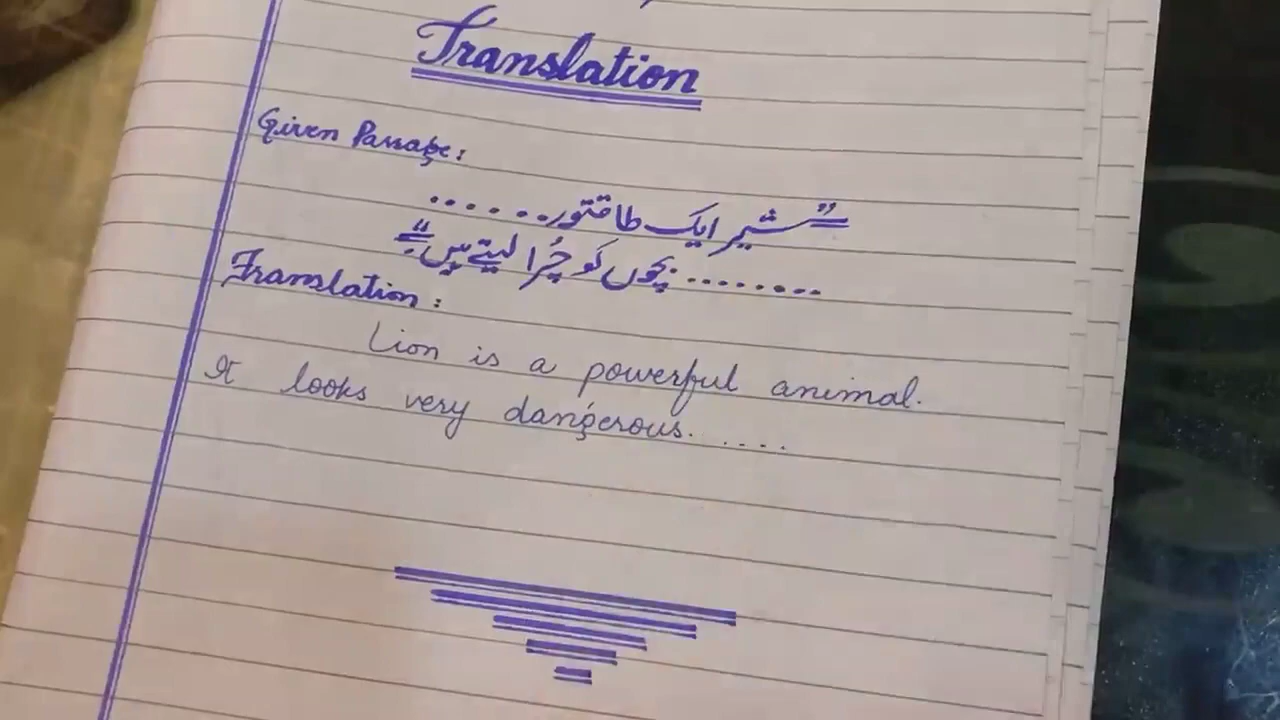 Translation
Given Passage:
"شیر ایک طاقتور......
........بچوں کو چُرا لیتے ہیں"
Translation:
Lion is a powerful animal.
It looks very dangerous.....